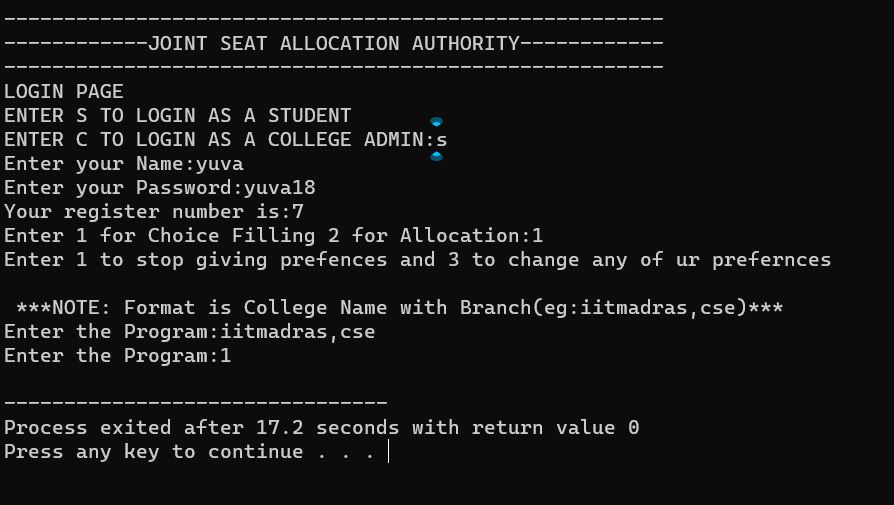 -------------------------------------------------------
------------JOINT SEAT ALLOCATION AUTHORITY------------
-------------------------------------------------------
LOGIN PAGE
ENTER S TO LOGIN AS A STUDENT
ENTER C TO LOGIN AS A COLLEGE ADMIN:s
Enter your Name:yuva
Enter your Password:yuva18
Your register number is:7
Enter 1 for Choice Filling 2 for Allocation:1
Enter 1 to stop giving prefences and 3 to change any of ur prefernces
***NOTE: Format is College Name with Branch(eg:iitmadras,cse)***
Enter the Program:iitmadras,cse
Enter the Program:1
--------------------------------
Process exited after 17.2 seconds with return value 0
Press any key to continue . . .